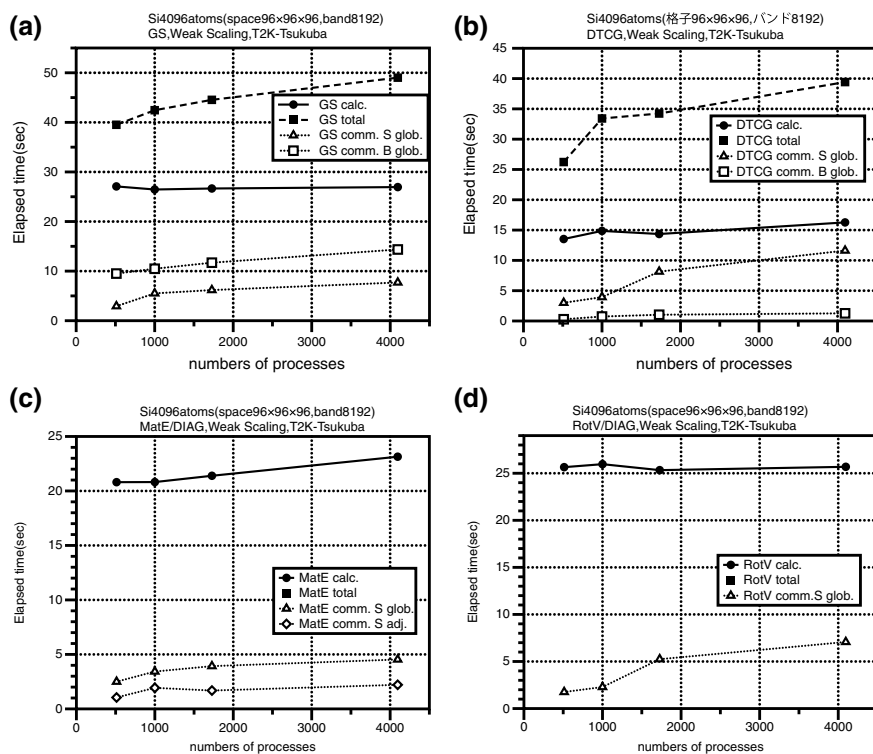 (a)
Si4096atoms(space96×96×96,band8192)
GS,Weak Scaling,T2K-Tsukuba
50
40
30
20
10
0
Elapsed time(sec)
GS calc.
GS total
GS comm. S glob.
GS comm. B glob.
0 1000 2000 3000 4000
numbers of processes
(b)
Si4096atoms(格子96×96×96,バンド8192)
DTCG,Weak Scaling,T2K-Tsukuba
45
40
35
30
25
20
15
10
5
0
Elapsed time(sec)
DTCG calc.
DTCG total
DTCG comm. S glob.
DTCG comm. B glob.
0 1000 2000 3000 4000
numbers of processes
(c)
Si4096atoms(space96×96×96,band8192)
MatE/DIAG,Weak Scaling,T2K-Tsukuba
25
20
15
10
5
0
Elapsed time(sec)
MatE calc.
MatE total
MatE comm. S glob.
MatE comm. S adj.
0 1000 2000 3000 4000
numbers of processes
(d)
Si4096atoms(space96×96×96,band8192)
RotV/DIAG,Weak Scaling,T2K-Tsukuba
25
20
15
10
5
0
Elapsed time(sec)
RotV calc.
RotV total
RotV comm.S glob.
0 1000 2000 3000 4000
numbers of processes